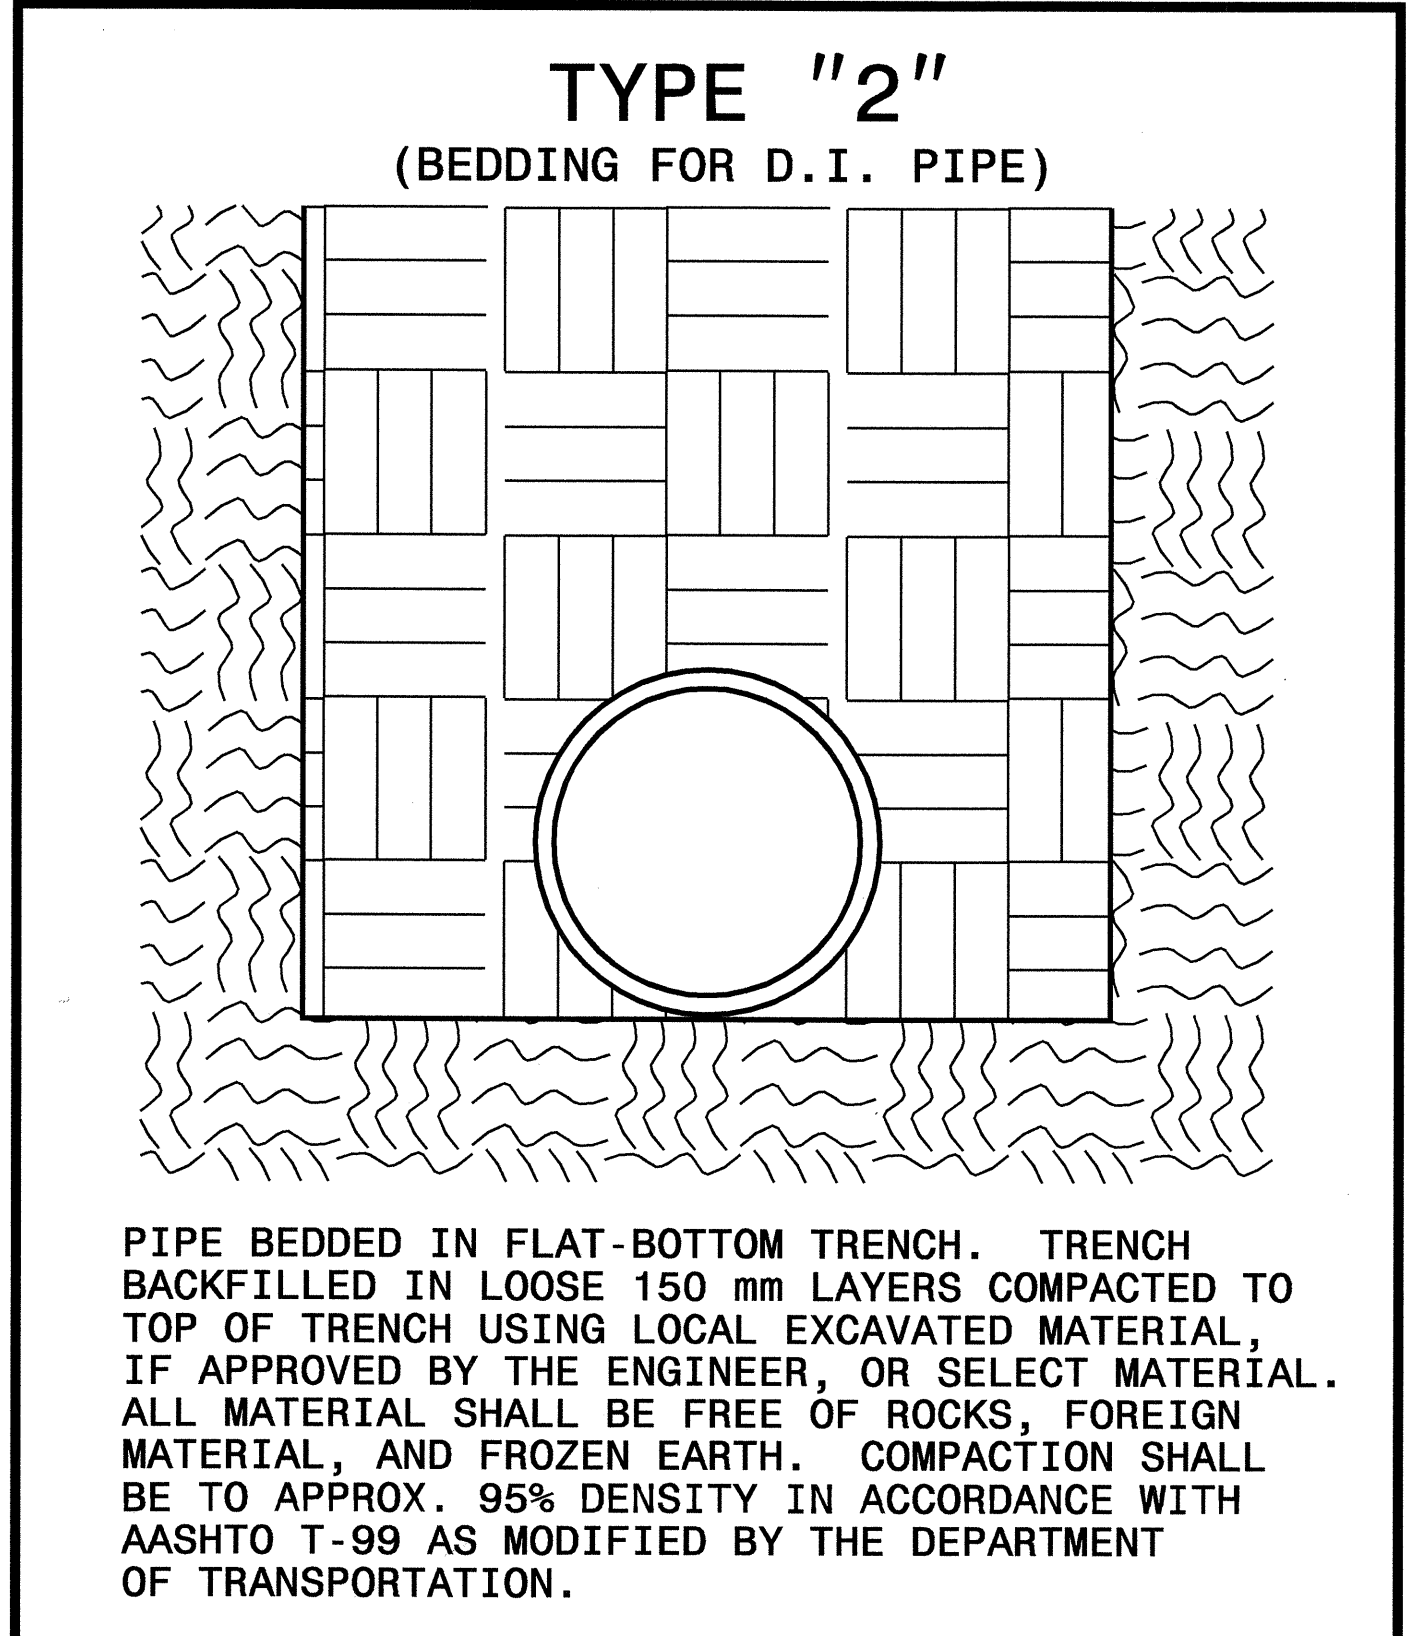 TYPE "2"
(BEDDING FOR D.I. PIPE)
PIPE BEDDED IN FLAT-BOTTOM TRENCH.  TRENCH
BACKFILLED IN LOOSE 150 mm LAYERS COMPACTED TO
TOP OF TRENCH USING LOCAL EXCAVATED MATERIAL,
IF APPROVED BY THE ENGINEER, OR SELECT MATERIAL.
ALL MATERIAL SHALL BE FREE OF ROCKS, FOREIGN
MATERIAL, AND FROZEN EARTH.  COMPACTION SHALL
BE TO APPROX. 95% DENSITY IN ACCORDANCE WITH
AASHTO T-99 AS MODIFIED BY THE DEPARTMENT
OF TRANSPORTATION.